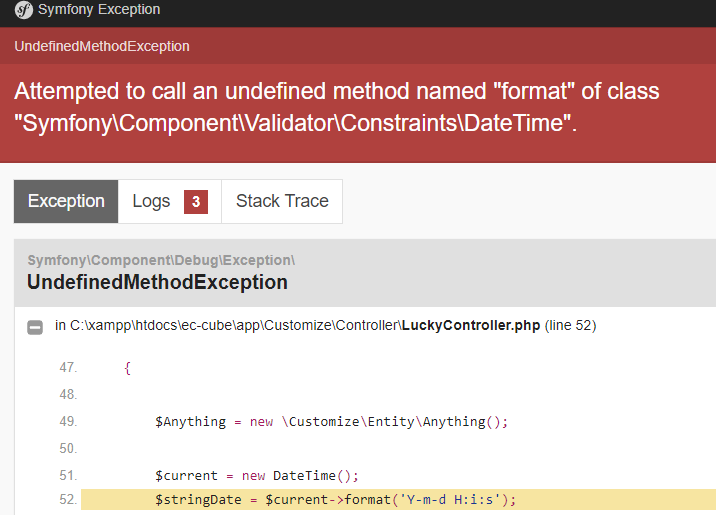 sf Symfony Exception
UndefinedMethodException
Attempted to call an undefined method named "format" of class
"Symfony\Component\Validator\Constraints\DateTime".
Exception Logs 3 Stack Trace
Symfony\Component\Debug\Exception\
UndefinedMethodException
in C:\xampp\htdocs\ec-cube\app\Customize\Controller\LuckyController.php (line 52)
47. {
48.
49. $Anything = new \Customize\Entity\Anything();
50.
51. $current = new DateTime();
52. $stringDate = $current->format('Y-m-d H:i:s');